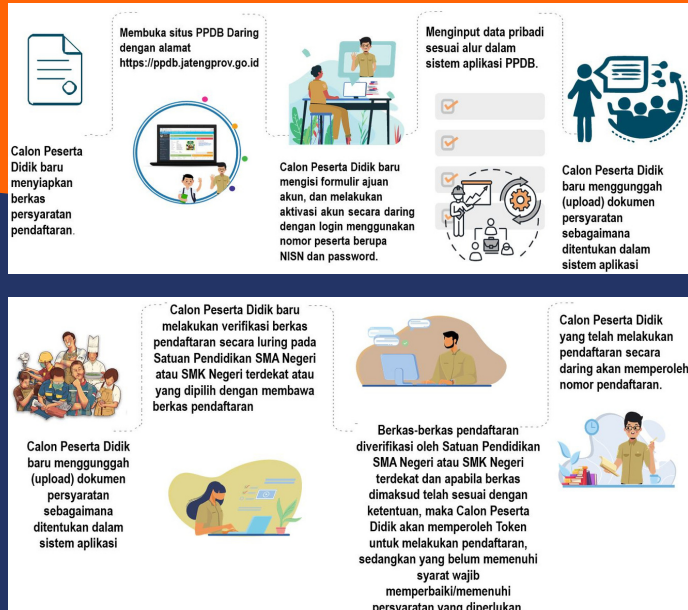 Calon Peserta
Didik baru
menyiapkan
berkas
persyaratan
pendaftaran.
Membuka situs PPDB Daring
dengan alamat
https://ppdb.jatengprov.go.id
Calon Peserta Didik baru
mengisi formulir ajuan
akun, dan melakukan
aktivasi akun secara daring
dengan login menggunakan
nomor peserta berupa
NISN dan password.
Menginput data pribadi
sesuai alur dalam
sistem aplikasi PPDB.
Calon Peserta Didik
baru menggunggah
(upload) dokumen
persyaratan
sebagaimana
ditentukan dalam
sistem aplikasi
Calon Peserta Didik
baru menggunggah
(upload) dokumen
persyaratan
sebagaimana
ditentukan dalam
sistem aplikasi
Calon Peserta Didik baru
melakukan verifikasi berkas
pendaftaran secara luring pada
Satuan Pendidikan SMA Negeri
atau SMK Negeri terdekat atau
yang dipilih dengan membawa
berkas pendaftaran
Berkas-berkas pendaftaran
diverifikasi oleh Satuan Pendidikan
SMA Negeri atau SMK Negeri
terdekat dan apabila berkas
dimaksud telah sesuai dengan
ketentuan, maka Calon Peserta
Didik akan memperoleh Token
untuk melakukan pendaftaran,
sedangkan yang belum memenuhi
syarat wajib
memperbaiki/memenuhi
persyaratan yang diperlukan
Calon Peserta Didik
yang telah melakukan
pendaftaran secara
daring akan memperoleh
nomor pendaftaran.